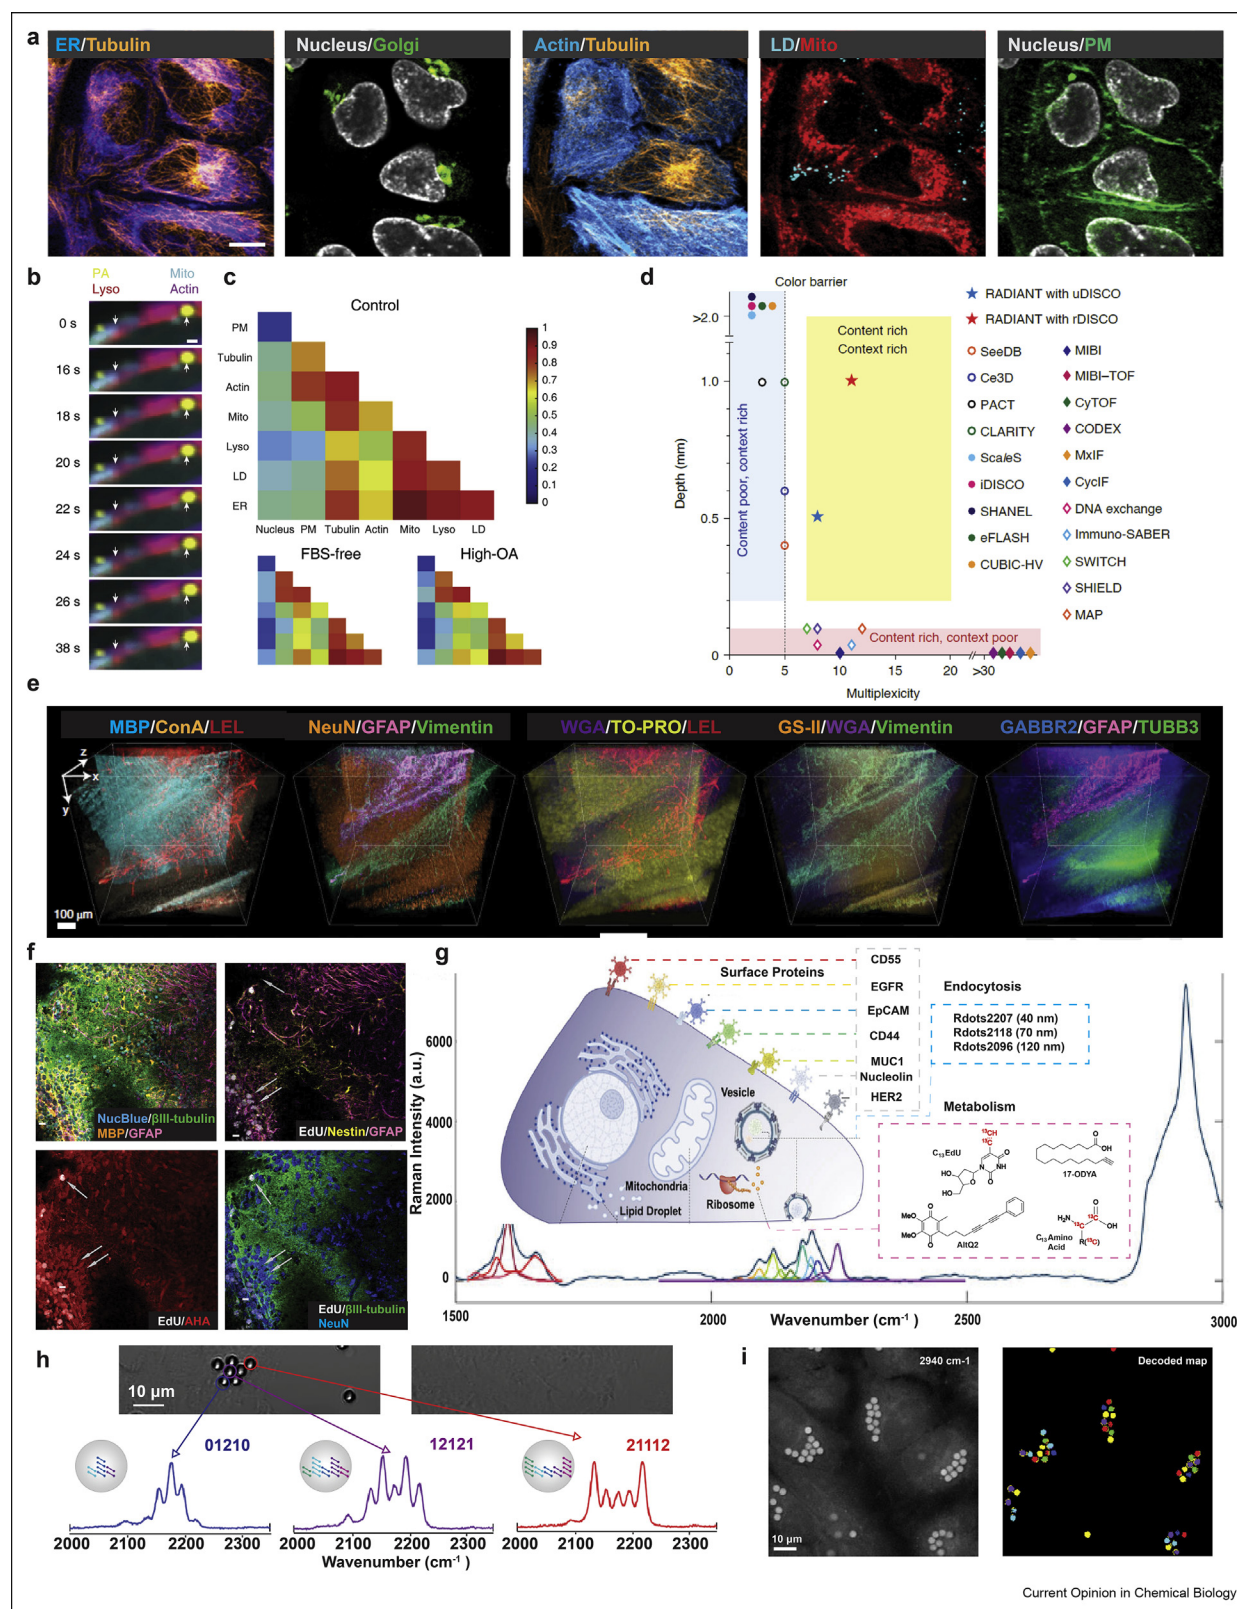 a
ER/Tubulin
Nucleus/Golgi
Actin/Tubulin
LD/Mito
Nucleus/PM
b
PA
Mito
Lyso
Actin
0 s
16 s
18 s
20 s
22 s
24 s
26 s
38 s
c
Control
PM
Tubulin
Actin
Mito
Lyso
LD
ER
Nucleus PM Tubulin Actin Mito Lyso LD
1
0.9
0.8
0.7
0.6
0.5
0.4
0.3
0.2
0.1
0
FBS-free
High-OA
d
Color barrier
>2.0
1.0
0.5
0
Depth (mm)
Content poor, context rich
Content rich
Context rich
Content rich, context poor
0 5 10 15 20 >30
Multiplexicity
RADIANT with uDISCO
RADIANT with rDISCO
SeeDB
Ce3D
PACT
CLARITY
ScaleS
iDISCO
SHANEL
eFLASH
CUBIC-HV
MIBI
MIBI–TOF
CyTOF
CODEX
MxIF
CycIF
DNA exchange
Immuno-SABER
SWITCH
SHIELD
MAP
e
MBP/ConA/LEL
NeuN/GFAP/Vimentin
WGA/TO-PRO/LEL
GS-II/WGA/Vimentin
GABBR2/GFAP/TUBB3
z
x
y
100 µm
f
NucBlue/βIII-tubulin
MBP/GFAP
EdU/Nestin/GFAP
EdU/AHA
EdU/βIII-tubulin
NeuN
g
Surface Proteins
CD55
EGFR
EpCAM
CD44
MUC1
Nucleolin
HER2
Endocytosis
Rdots2207 (40 nm)
Rdots2118 (70 nm)
Rdots2096 (120 nm)
Metabolism
Vesicle
Mitochondria
Ribosome
Lipid Droplet
C13EdU
17-ODYA
AltQ2
C13Amino
Acid
6000
4000
2000
0
Raman Intensity (a.u.)
1500 2000 2500 3000
Wavenumber (cm-1 )
h
10 µm
01210
12121
21112
2000 2100 2200 2300
2000 2100 2200 2300
2000 2100 2200 2300
Wavenumber (cm-1)
i
2940 cm-1
10 µm
Decoded map
Current Opinion in Chemical Biology